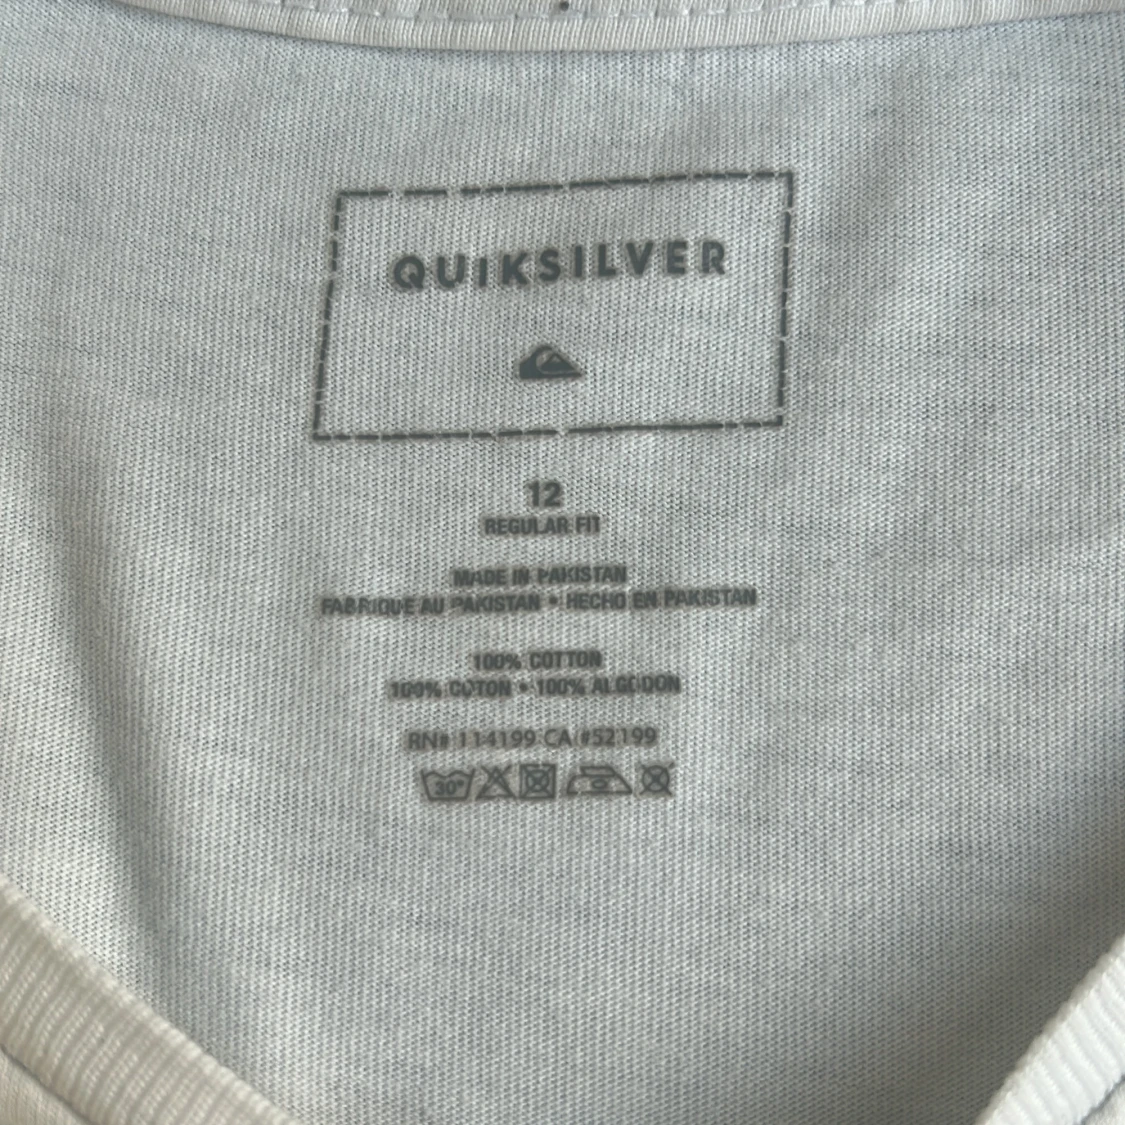 QUIKSILVER
12
REGULAR FIT
MADE IN PAKISTAN
FABRIQUE AU PAKISTAN • HECHO EN PAKISTAN
100% COTTON
100% COTON • 100% ALGODON
RN# 114199 CA #52199
30°